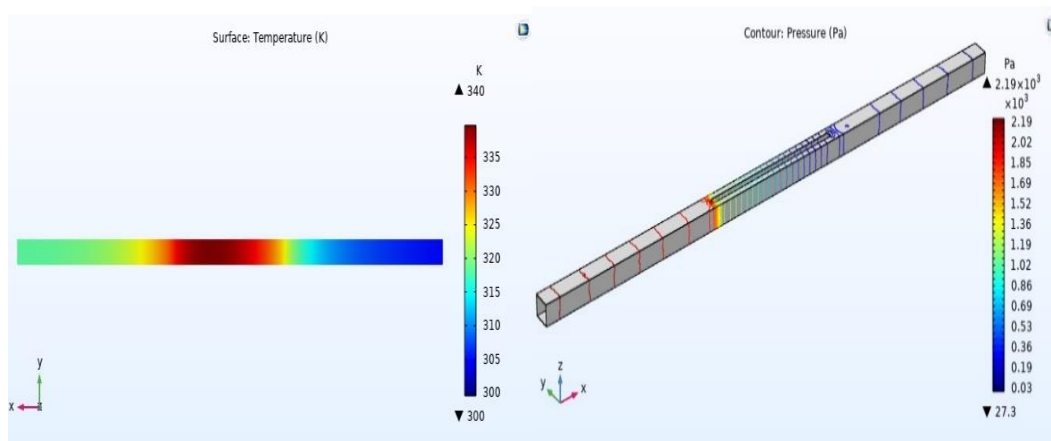 Surface: Temperature (K)
K
▲ 340
335
330
325
320
315
310
305
300
▼ 300
y
x
z
Contour: Pressure (Pa)
Pa
▲ 2.19×10³
×10³
2.19
2.02
1.85
1.69
1.52
1.36
1.19
1.02
0.86
0.69
0.53
0.36
0.19
0.03
▼ 27.3
z
y
x